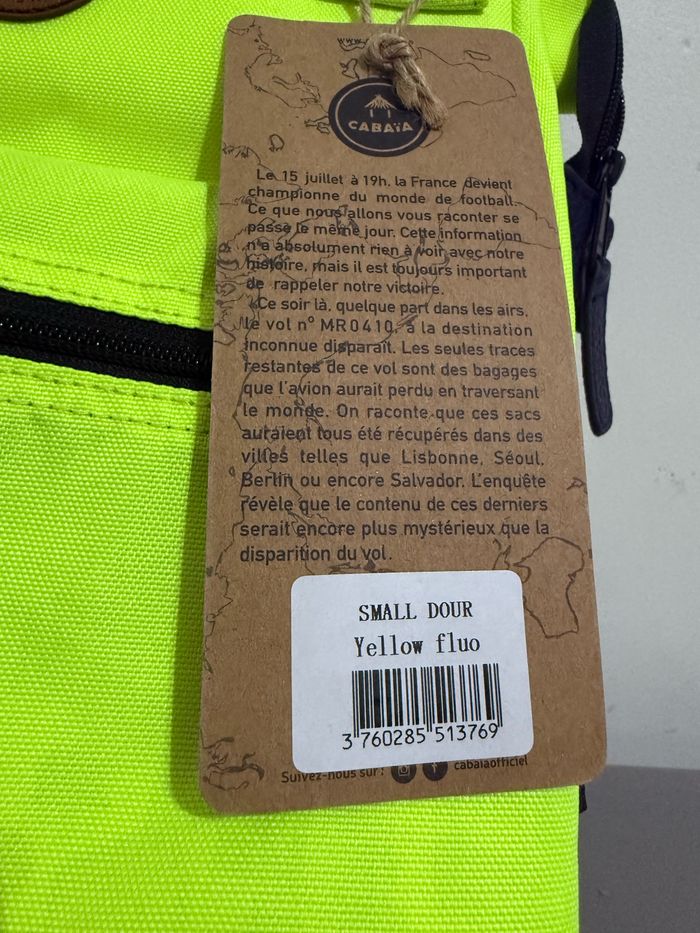 www.
CABAÏA
Le 15 juillet à 19h, la France devient
championne du monde de football.
Ce que nous allons vous raconter se
passe le même jour. Cette information
n'a absolument rien à voir avec notre
histoire, mais il est toujours important
de rappeler notre victoire.
Ce soir là, quelque part dans les airs,
le vol n° MR0410, à la destination
inconnue disparaît. Les seules traces
restantes de ce vol sont des bagages
que l'avion aurait perdu en traversant
le monde. On raconte que ces sacs
auraient tous été récupérés dans des
villes telles que Lisbonne, Séoul,
Berlin ou encore Salvador. L'enquête
révèle que le contenu de ces derniers
serait encore plus mystérieux que la
disparition du vol.
SMALL DOUR
Yellow fluo
3 760285 513769
Suivez-nous sur : cabaiaofficiel